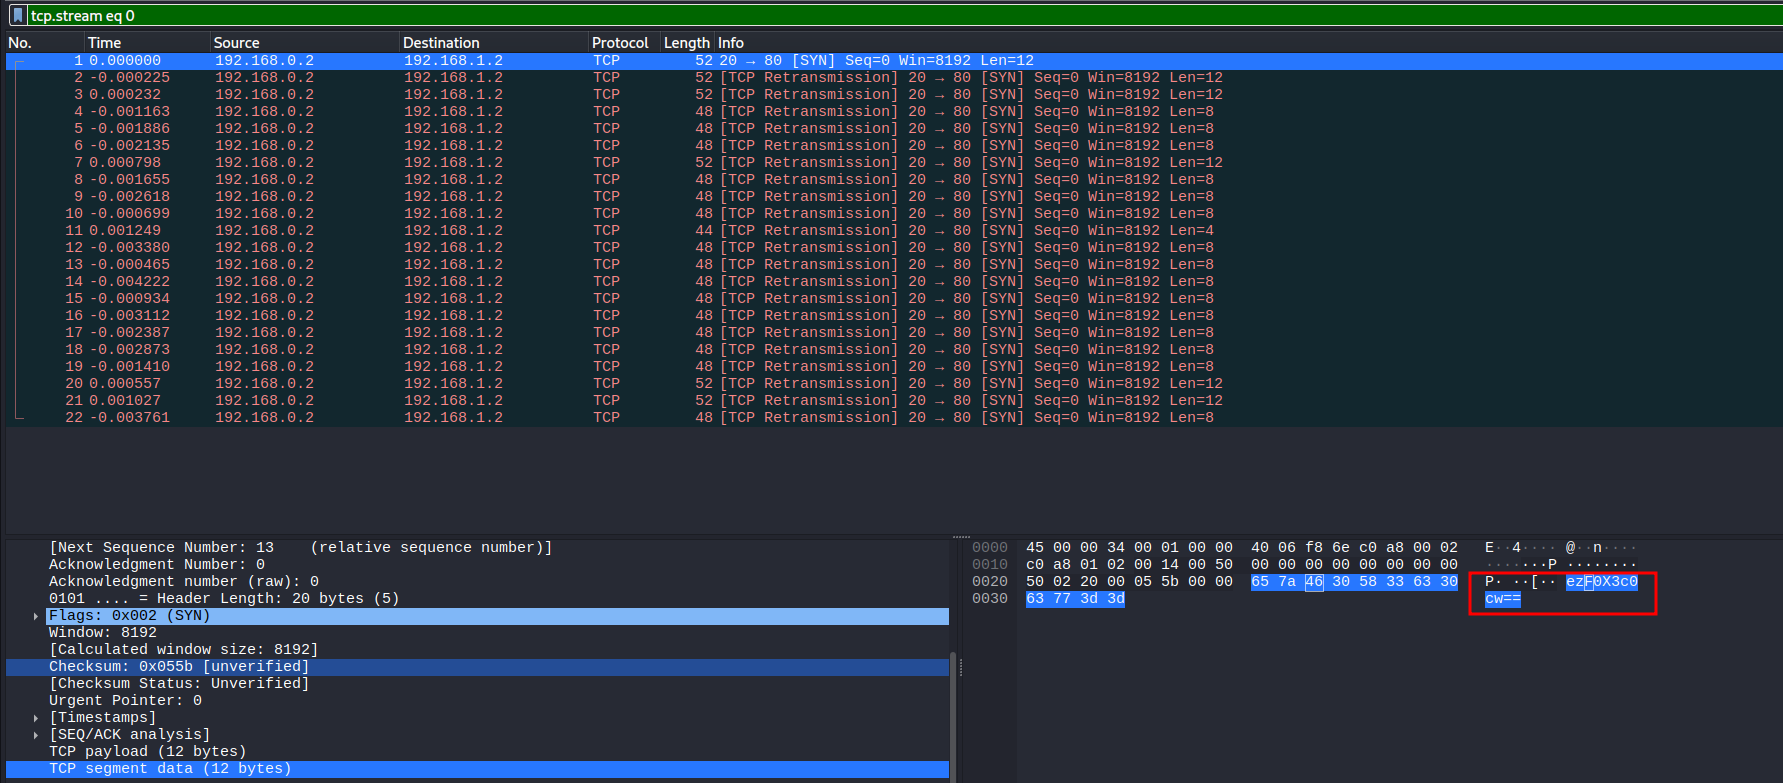 tcp.stream eq 0
No. Time Source Destination Protocol Length Info
1 0.000000 192.168.0.2 192.168.1.2 TCP 52 20 → 80 [SYN] Seq=0 Win=8192 Len=12
2 -0.000225 192.168.0.2 192.168.1.2 TCP 52 [TCP Retransmission] 20 → 80 [SYN] Seq=0 Win=8192 Len=12
3 0.000232 192.168.0.2 192.168.1.2 TCP 52 [TCP Retransmission] 20 → 80 [SYN] Seq=0 Win=8192 Len=12
4 -0.001163 192.168.0.2 192.168.1.2 TCP 48 [TCP Retransmission] 20 → 80 [SYN] Seq=0 Win=8192 Len=8
5 -0.001886 192.168.0.2 192.168.1.2 TCP 48 [TCP Retransmission] 20 → 80 [SYN] Seq=0 Win=8192 Len=8
6 -0.002135 192.168.0.2 192.168.1.2 TCP 48 [TCP Retransmission] 20 → 80 [SYN] Seq=0 Win=8192 Len=8
7 0.000798 192.168.0.2 192.168.1.2 TCP 52 [TCP Retransmission] 20 → 80 [SYN] Seq=0 Win=8192 Len=12
8 -0.001655 192.168.0.2 192.168.1.2 TCP 48 [TCP Retransmission] 20 → 80 [SYN] Seq=0 Win=8192 Len=8
9 -0.002618 192.168.0.2 192.168.1.2 TCP 48 [TCP Retransmission] 20 → 80 [SYN] Seq=0 Win=8192 Len=8
10 -0.000699 192.168.0.2 192.168.1.2 TCP 48 [TCP Retransmission] 20 → 80 [SYN] Seq=0 Win=8192 Len=8
11 0.001249 192.168.0.2 192.168.1.2 TCP 44 [TCP Retransmission] 20 → 80 [SYN] Seq=0 Win=8192 Len=4
12 -0.003380 192.168.0.2 192.168.1.2 TCP 48 [TCP Retransmission] 20 → 80 [SYN] Seq=0 Win=8192 Len=8
13 -0.000465 192.168.0.2 192.168.1.2 TCP 48 [TCP Retransmission] 20 → 80 [SYN] Seq=0 Win=8192 Len=8
14 -0.004222 192.168.0.2 192.168.1.2 TCP 48 [TCP Retransmission] 20 → 80 [SYN] Seq=0 Win=8192 Len=8
15 -0.000934 192.168.0.2 192.168.1.2 TCP 48 [TCP Retransmission] 20 → 80 [SYN] Seq=0 Win=8192 Len=8
16 -0.003112 192.168.0.2 192.168.1.2 TCP 48 [TCP Retransmission] 20 → 80 [SYN] Seq=0 Win=8192 Len=8
17 -0.002387 192.168.0.2 192.168.1.2 TCP 48 [TCP Retransmission] 20 → 80 [SYN] Seq=0 Win=8192 Len=8
18 -0.002873 192.168.0.2 192.168.1.2 TCP 48 [TCP Retransmission] 20 → 80 [SYN] Seq=0 Win=8192 Len=8
19 -0.001410 192.168.0.2 192.168.1.2 TCP 48 [TCP Retransmission] 20 → 80 [SYN] Seq=0 Win=8192 Len=8
20 0.000557 192.168.0.2 192.168.1.2 TCP 52 [TCP Retransmission] 20 → 80 [SYN] Seq=0 Win=8192 Len=12
21 0.001027 192.168.0.2 192.168.1.2 TCP 52 [TCP Retransmission] 20 → 80 [SYN] Seq=0 Win=8192 Len=12
22 -0.003761 192.168.0.2 192.168.1.2 TCP 48 [TCP Retransmission] 20 → 80 [SYN] Seq=0 Win=8192 Len=8
[Next Sequence Number: 13    (relative sequence number)]
Acknowledgment Number: 0
Acknowledgment number (raw): 0
0101 .... = Header Length: 20 bytes (5)
Flags: 0x002 (SYN)
Window: 8192
[Calculated window size: 8192]
Checksum: 0x055b [unverified]
[Checksum Status: Unverified]
Urgent Pointer: 0
[Timestamps]
[SEQ/ACK analysis]
TCP payload (12 bytes)
TCP segment data (12 bytes)
0000 45 00 00 34 00 01 00 00 40 06 f8 6e c0 a8 00 02 E··4···· @··n····
0010 c0 a8 01 02 00 14 00 50 00 00 00 00 00 00 00 00 ·······P ········
0020 50 02 20 00 05 5b 00 00 65 7a 46 30 58 33 63 30 P· ··[·· ezF0X3c0
0030 63 77 3d 3d cw==